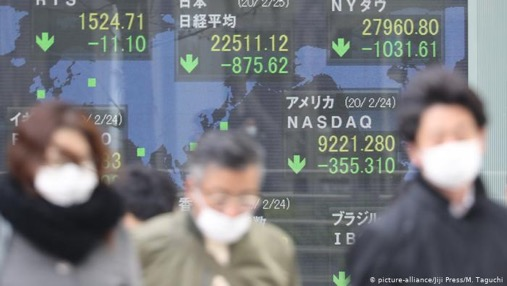 RTS
1524.71
-11.10
日本 (20/2/25)
日経平均
22511.12
-875.62
NYダウ
27960.80
-1031.61
/24)
アメリカ (20/2/24)
NASDAQ
9221.280
-355.310
/24)
ブラジ
IB
© picture-alliance/Jiji Press/M. Taguchi